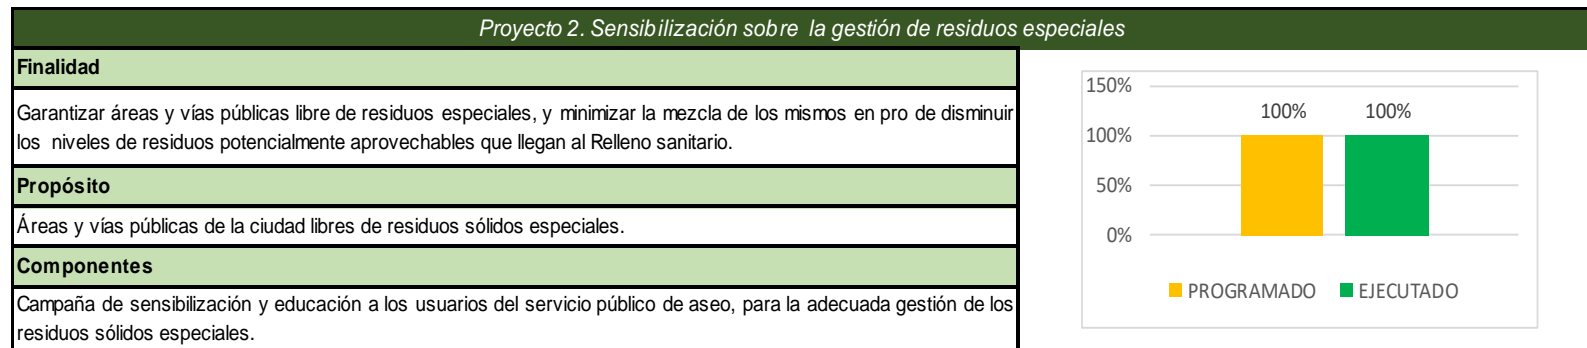 Proyecto 2. Sensibilización sobre la gestión de residuos especiales
Finalidad
Garantizar áreas y vías públicas libre de residuos especiales, y minimizar la mezcla de los mismos en pro de disminuir
los niveles de residuos potencialmente aprovechables que llegan al Relleno sanitario.
Propósito
Áreas y vías públicas de la ciudad libres de residuos sólidos especiales.
Componentes
Campaña de sensibilización y educación a los usuarios del servicio público de aseo, para la adecuada gestión de los
residuos sólidos especiales.
150%
100%
50%
0%
100% 100%
PROGRAMADO EJECUTADO